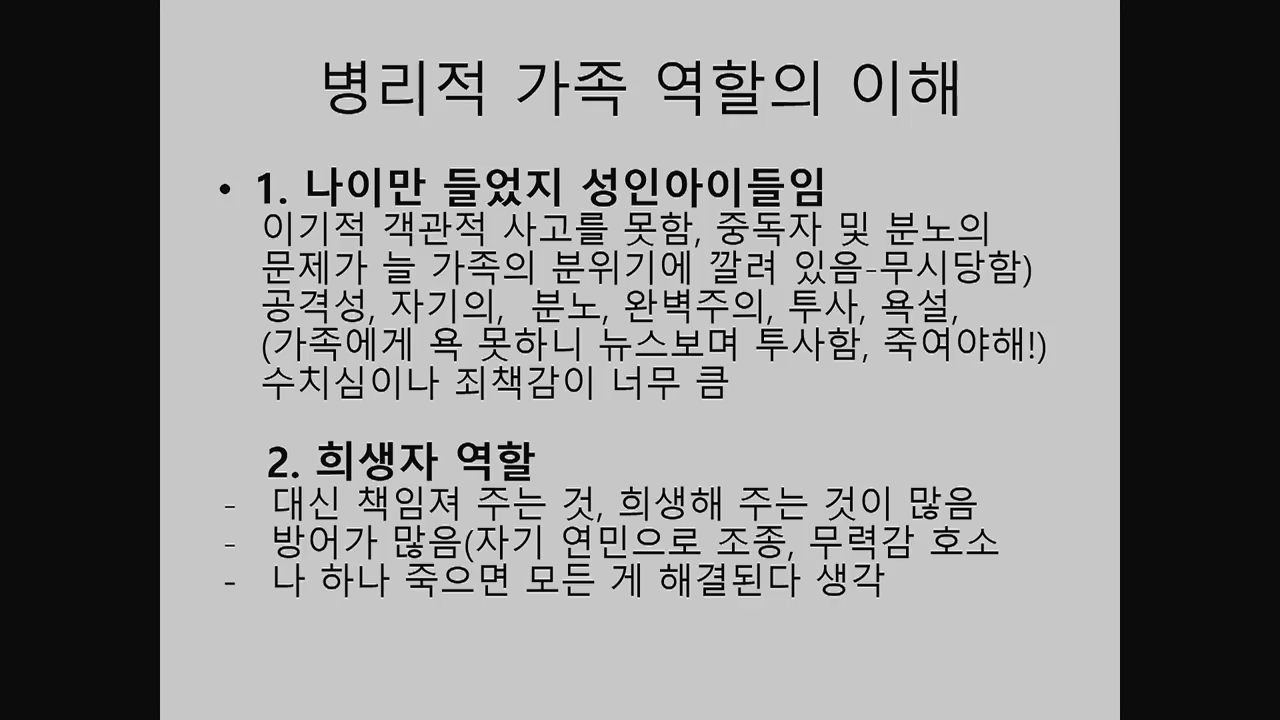 병리적 가족 역할의 이해
• 1. 나이만 들었지 성인아이들임
이기적 객관적 사고를 못함, 중독자 및 분노의
문제가 늘 가족의 분위기에 깔려 있음-무시당함)
공격성, 자기의, 분노, 완벽주의, 투사, 욕설,
(가족에게 욕 못하니 뉴스보며 투사함, 죽여야해!)
수치심이나 죄책감이 너무 큼
2. 희생자 역할
- 대신 책임져 주는 것, 희생해 주는 것이 많음
- 방어가 많음(자기 연민으로 조종, 무력감 호소
- 나 하나 죽으면 모든 게 해결된다 생각